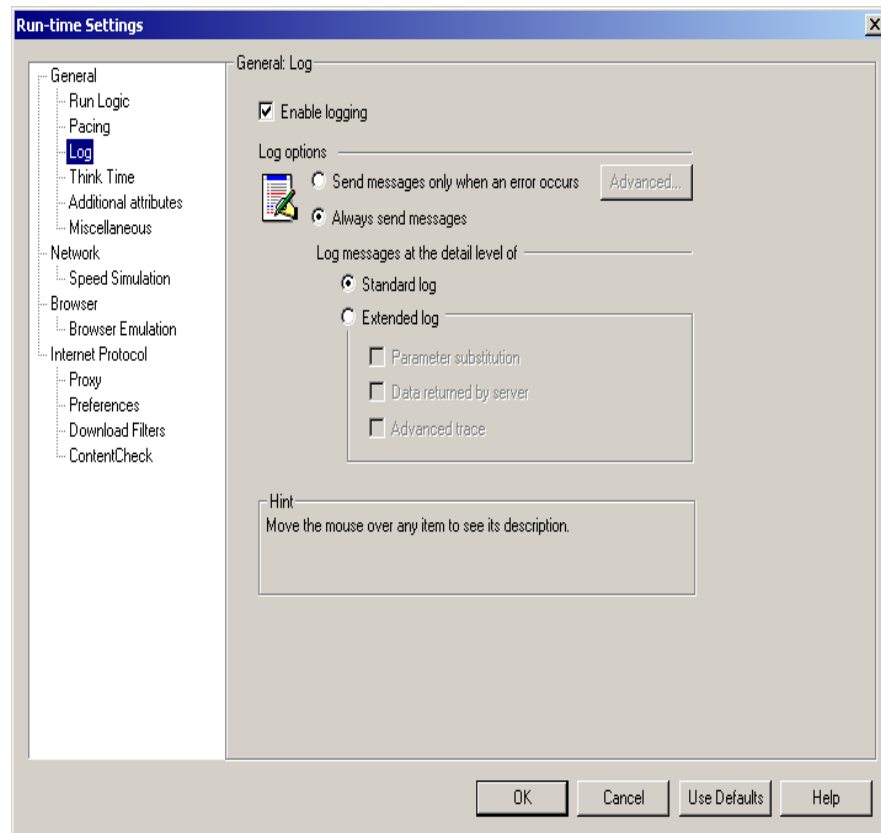 Run-time Settings
General
Run Logic
Pacing
Log
Think Time
Additional attributes
Miscellaneous
Network
Speed Simulation
Browser
Browser Emulation
Internet Protocol
Proxy
Preferences
Download Filters
ContentCheck
General: Log
Enable logging
Log options
Send messages only when an error occurs
Advanced...
Always send messages
Log messages at the detail level of
Standard log
Extended log
Parameter substitution
Data returned by server
Advanced trace
Hint
Move the mouse over any item to see its description.
OK
Cancel
Use Defaults
Help